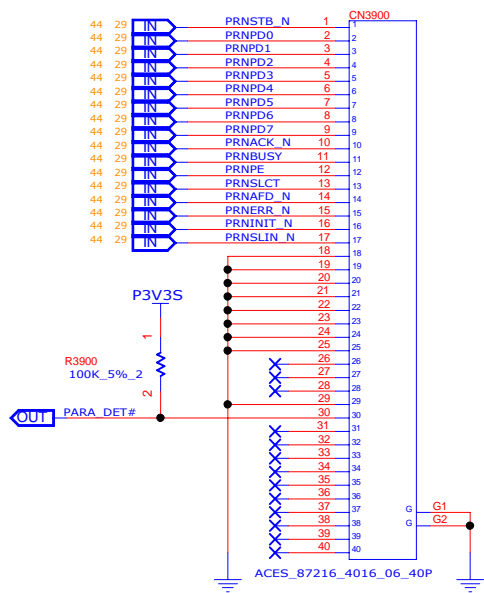 CN3900
44 29 IN PRNSTB_N 1 1
44 29 IN PRNPD0 2 2
44 29 IN PRNPD1 3 3
44 29 IN PRNPD2 4 4
44 29 IN PRNPD3 5 5
44 29 IN PRNPD4 6 6
44 29 IN PRNPD5 7 7
44 29 IN PRNPD6 8 8
44 29 IN PRNPD7 9 9
44 29 IN PRNACK_N 10 10
44 29 IN PRNBUSY 11 11
44 29 IN PRNPE 12 12
44 29 IN PRNSLCT 13 13
44 29 IN PRNAFD_N 14 14
44 29 IN PRNERR_N 15 15
44 29 IN PRNINIT_N 16 16
44 29 IN PRNSLIN_N 17 17
18 18
19 19
20 20
21 21
P3V3S
22 22
23 23
1 24 24
25 25
R3900 26 26
100K_5%_2 27 27
2 28 28
29 29
OUT PARA_DET# 30 30
31 31
32 32
33 33
34 34
35 35
36 36
37 37 G G1
38 38 G G2
39 39
40 40
ACES_87216_4016_06_40P